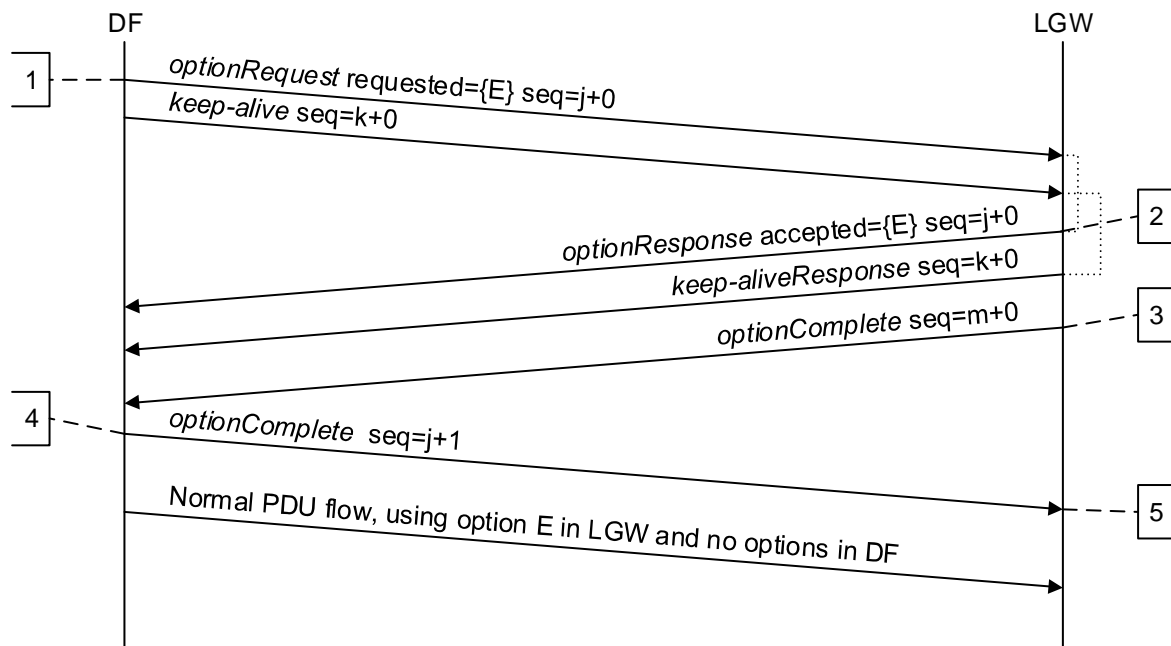 DF
LGW
optionRequest requested={E} seq=j+0
1
keep-alive seq=k+0
optionResponse accepted={E} seq=j+0
2
keep-aliveResponse seq=k+0
optionComplete seq=m+0
3
4
optionComplete seq=j+1
Normal PDU flow, using option E in LGW and no options in DF
5